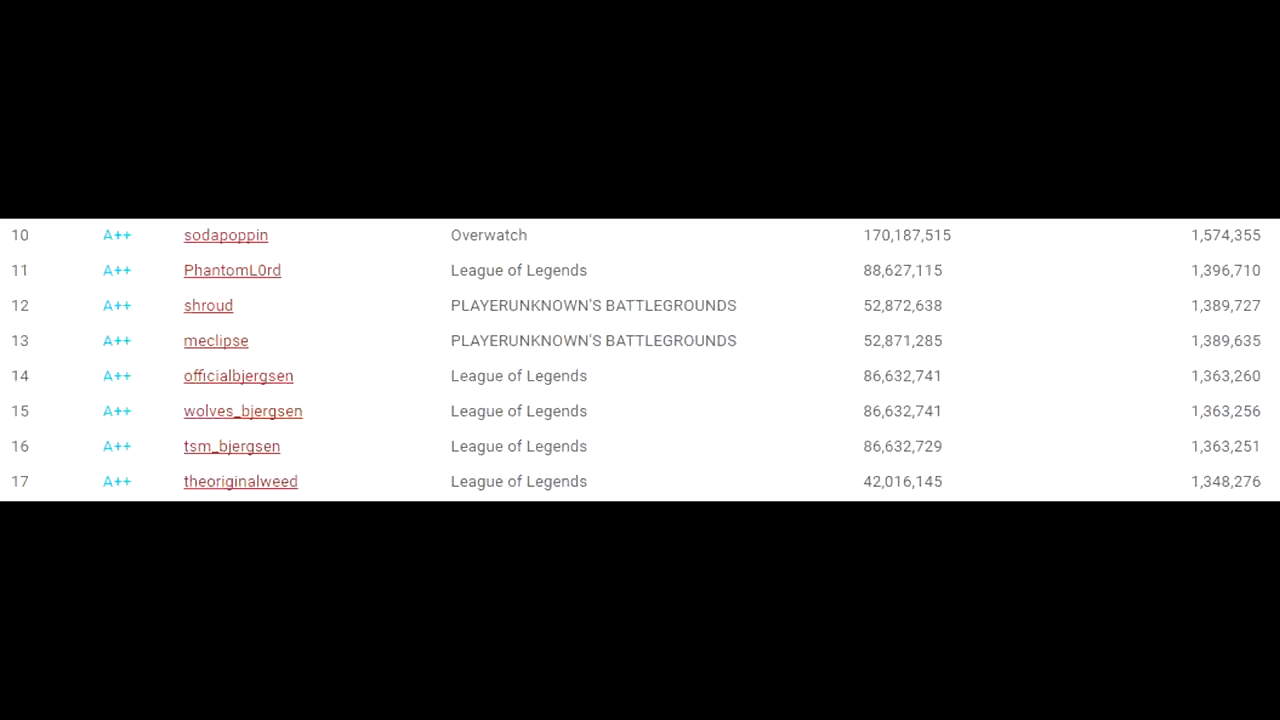 10 A++ sodapoppin Overwatch 170,187,515 1,574,355
11 A++ PhantomL0rd League of Legends 88,627,115 1,396,710
12 A++ shroud PLAYERUNKNOWN'S BATTLEGROUNDS 52,872,638 1,389,727
13 A++ meclipse PLAYERUNKNOWN'S BATTLEGROUNDS 52,871,285 1,389,635
14 A++ officialbjergsen League of Legends 86,632,741 1,363,260
15 A++ wolves_bjergsen League of Legends 86,632,741 1,363,256
16 A++ tsm_bjergsen League of Legends 86,632,729 1,363,251
17 A++ theoriginalweed League of Legends 42,016,145 1,348,276